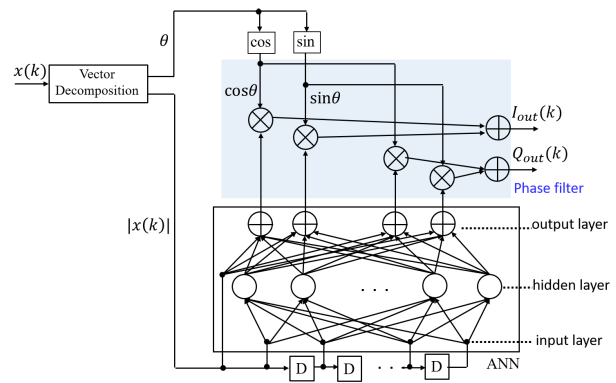 θ
cos
sin
x(k)
Vector
Decomposition
cosθ
sinθ
I_out(k)
Q_out(k)
Phase filter
|x(k)|
output layer
hidden layer
. . .
input layer
ANN
D
D
. . .
D